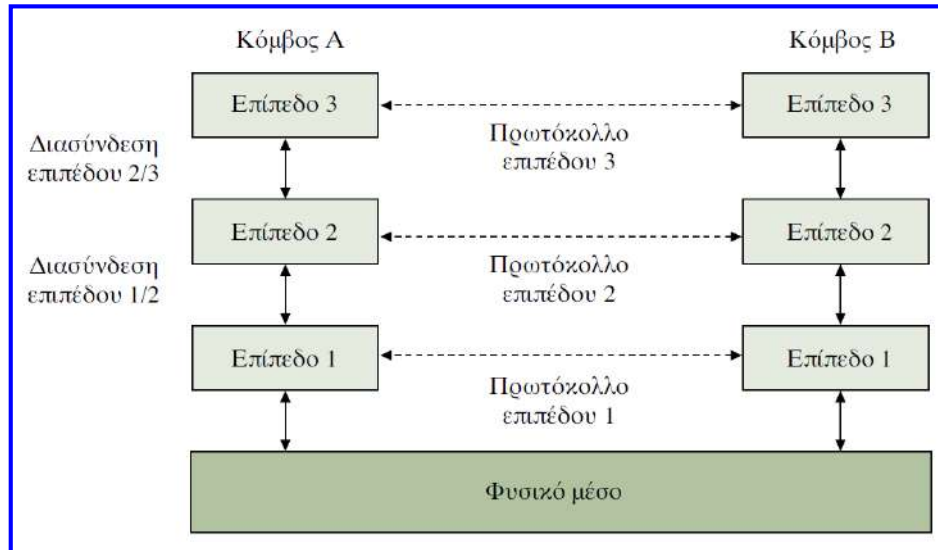 Κόμβος Α
Κόμβος Β
Επίπεδο 3
Επίπεδο 3
Πρωτόκολλο
επιπέδου 3
Διασύνδεση
επιπέδου 2/3
Επίπεδο 2
Επίπεδο 2
Πρωτόκολλο
επιπέδου 2
Διασύνδεση
επιπέδου 1/2
Επίπεδο 1
Επίπεδο 1
Πρωτόκολλο
επιπέδου 1
Φυσικό μέσο